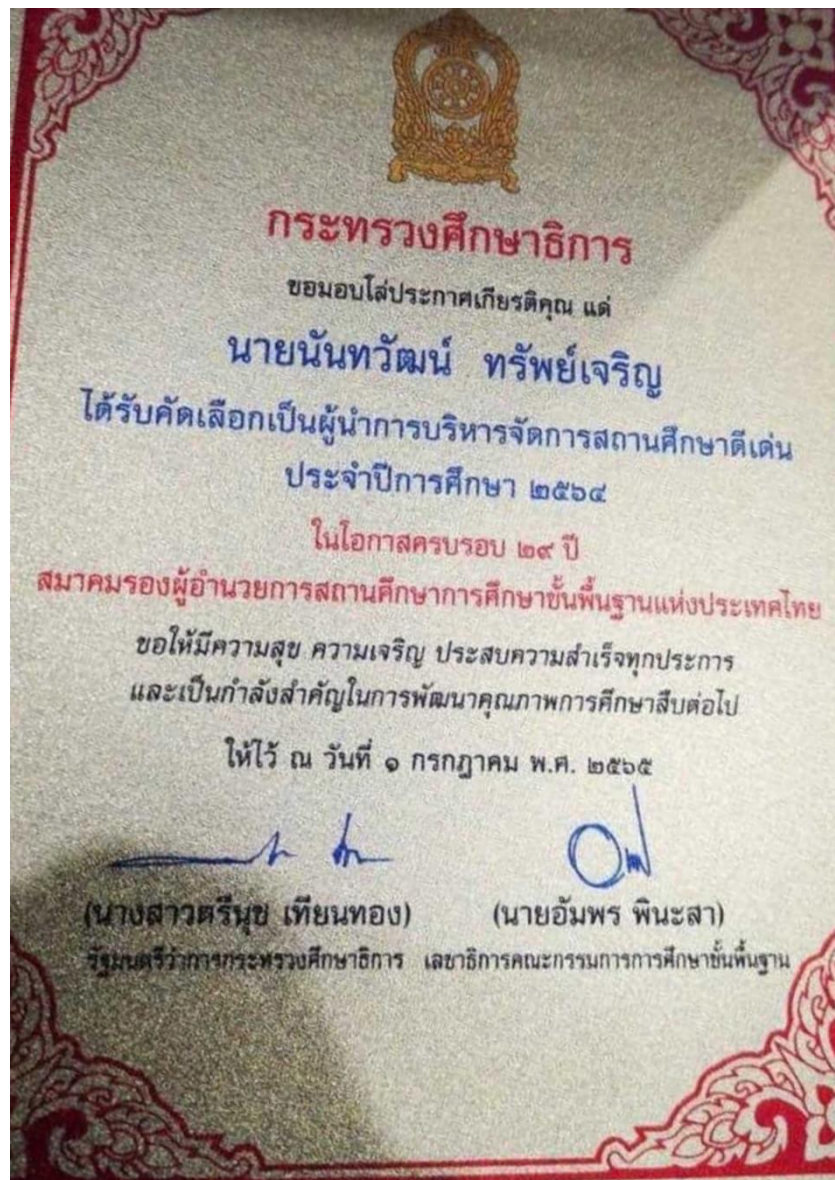 กระทรวงศึกษาธิการ
ขอมอบโล่ประกาศเกียรติคุณ แด่
นายนันทวัฒน์ ทรัพย์เจริญ
ได้รับคัดเลือกเป็นผู้นำการบริหารจัดการสถานศึกษาดีเด่น
ประจำปีการศึกษา ๒๕๖๔
ในโอกาสครบรอบ ๒๙ ปี
สมาคมรองผู้อำนวยการสถานศึกษาการศึกษาขั้นพื้นฐานแห่งประเทศไทย
ขอให้มีความสุข ความเจริญ ประสบความสำเร็จทุกประการ
และเป็นกำลังสำคัญในการพัฒนาคุณภาพการศึกษาสืบต่อไป
ให้ไว้ ณ วันที่ ๑ กรกฎาคม พ.ศ. ๒๕๖๕
(นางสาวตรีนุช เทียนทอง) (นายอัมพร พินะสา)
รัฐมนตรีว่าการกระทรวงศึกษาธิการ เลขาธิการคณะกรรมการการศึกษาขั้นพื้นฐาน